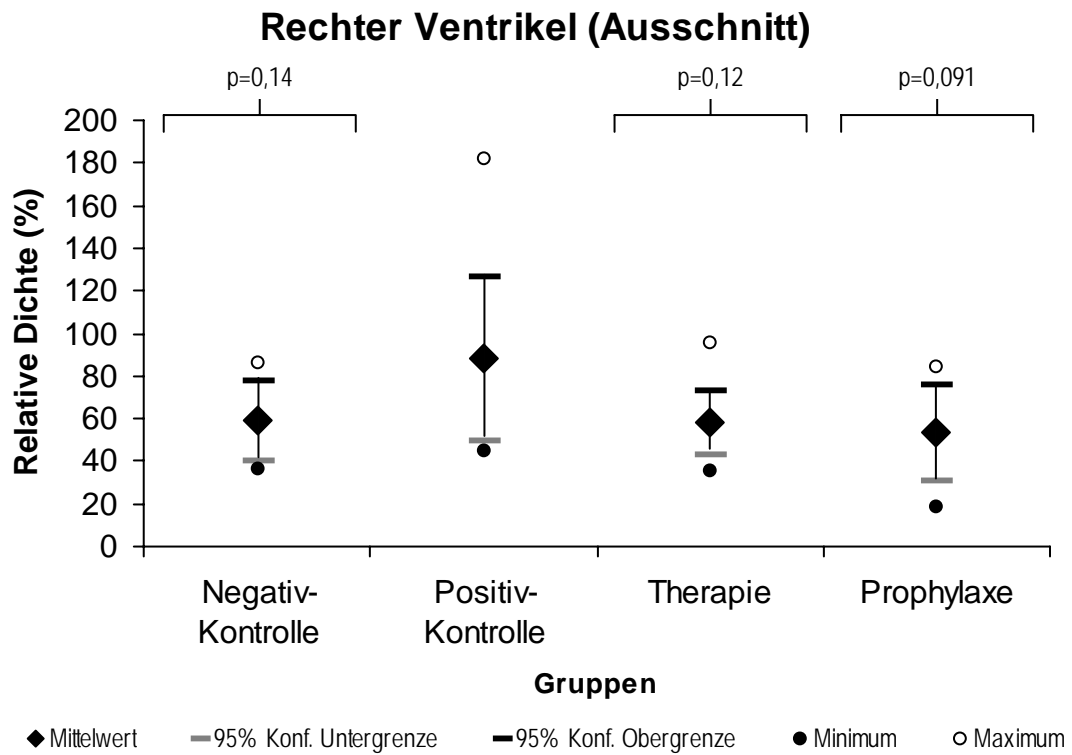 Rechter Ventrikel (Ausschnitt)
p=0,14
p=0,12
p=0,091
200
180
160
140
120
100
80
60
40
20
0
Relative Dichte (%)
Negativ-
Kontrolle
Positiv-
Kontrolle
Therapie
Prophylaxe
Gruppen
Mittelwert
95% Konf. Untergrenze
95% Konf. Obergrenze
Minimum
Maximum